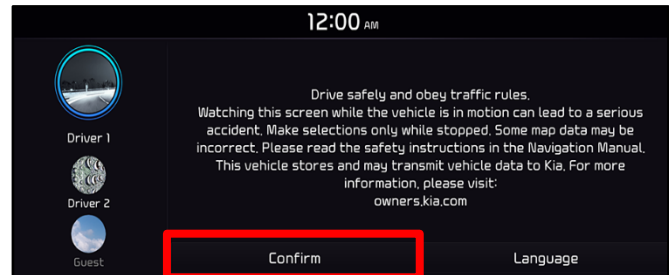 12:00 AM
Drive safely and obey traffic rules.
Watching this screen while the vehicle is in motion can lead to a serious
accident. Make selections only while stopped. Some map data may be
incorrect. Please read the safety instructions in the Navigation Manual.
This vehicle stores and may transmit vehicle data to Kia. For more
information, please visit:
owners.kia.com
Driver 1
Driver 2
Guest
Confirm
Language